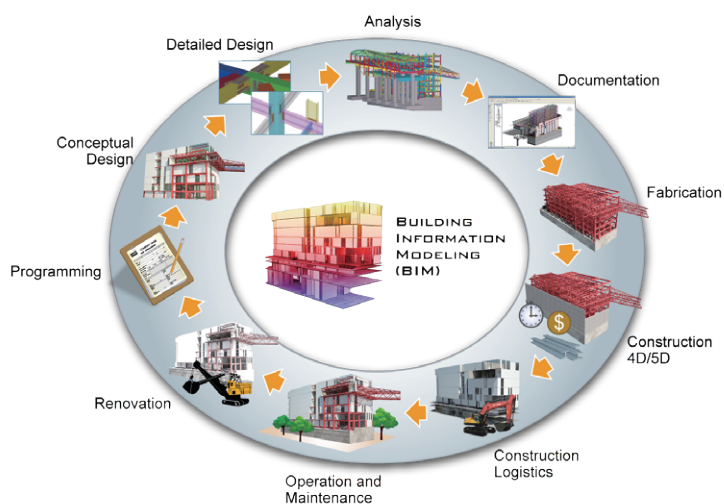 Analysis
Detailed Design
Documentation
Conceptual
Design
Fabrication
BUILDING
INFORMATION
MODELING
(BIM)
Programming
Construction
4D/5D
$
Renovation
Construction
Logistics
Operation and
Maintenance